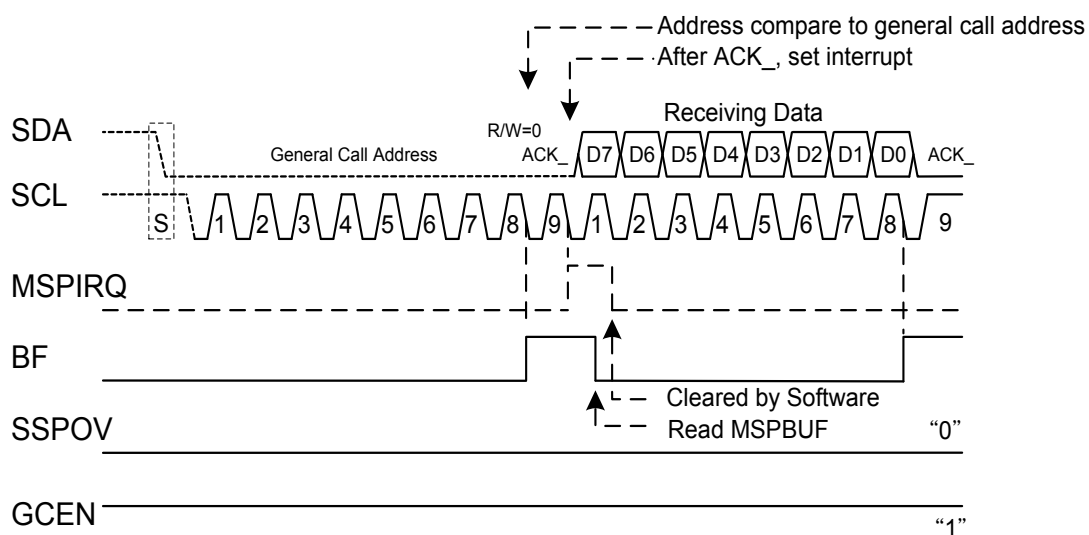 Address compare to general call address
After ACK_, set interrupt
SDA
General Call Address
R/W=0
ACK_
Receiving Data
D7 D6 D5 D4 D3 D2 D1 D0 ACK_
SCL
S 1 2 3 4 5 6 7 8 9 1 2 3 4 5 6 7 8 9
MSPIRQ
BF
Cleared by Software
SSPOV
Read MSPBUF
“0”
GCEN
“1”